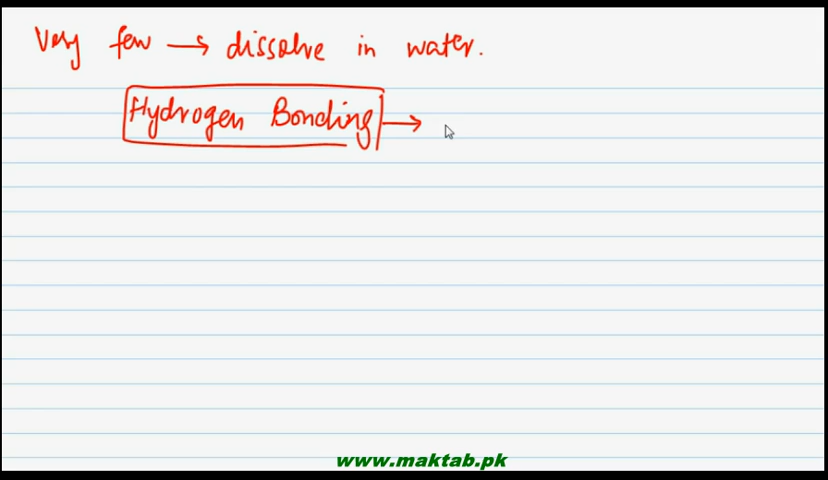 Very few → dissolve in water.
Hydrogen Bonding →
www.maktab.pk